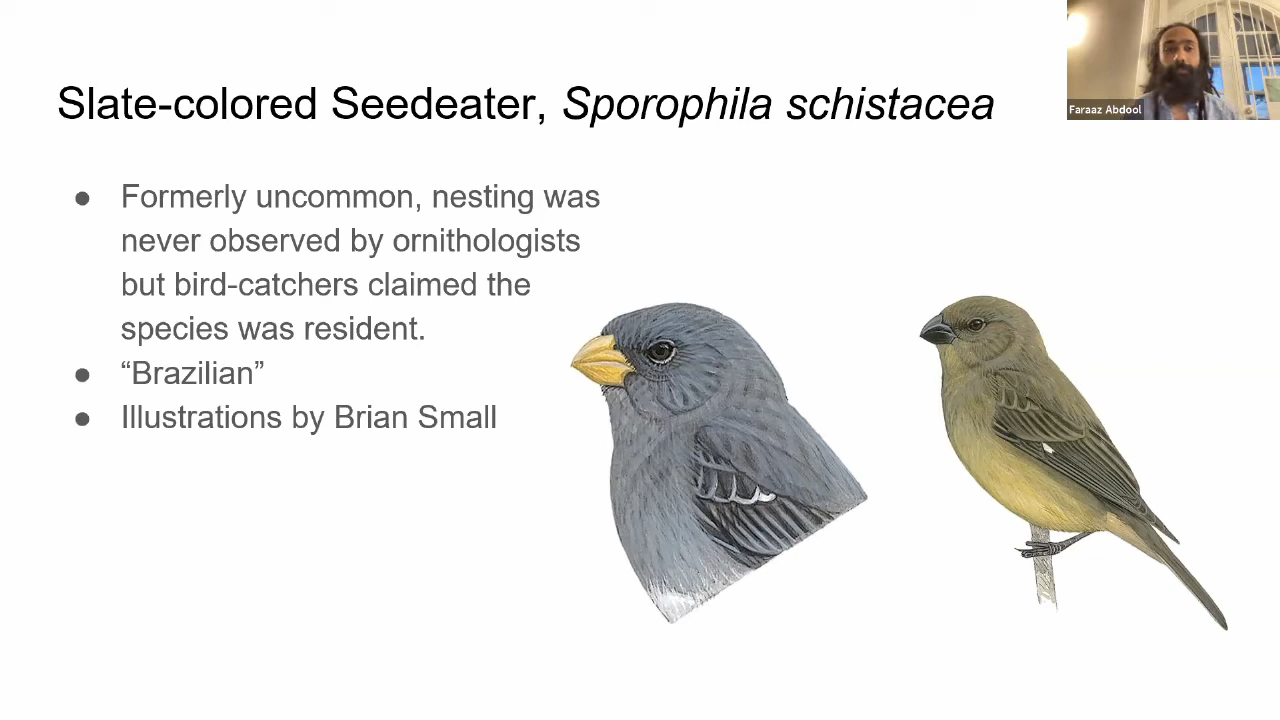 Slate-colored Seedeater, Sporophila schistacea
Faraaz Abdool
● Formerly uncommon, nesting was
never observed by ornithologists
but bird-catchers claimed the
species was resident.
● “Brazilian”
● Illustrations by Brian Small